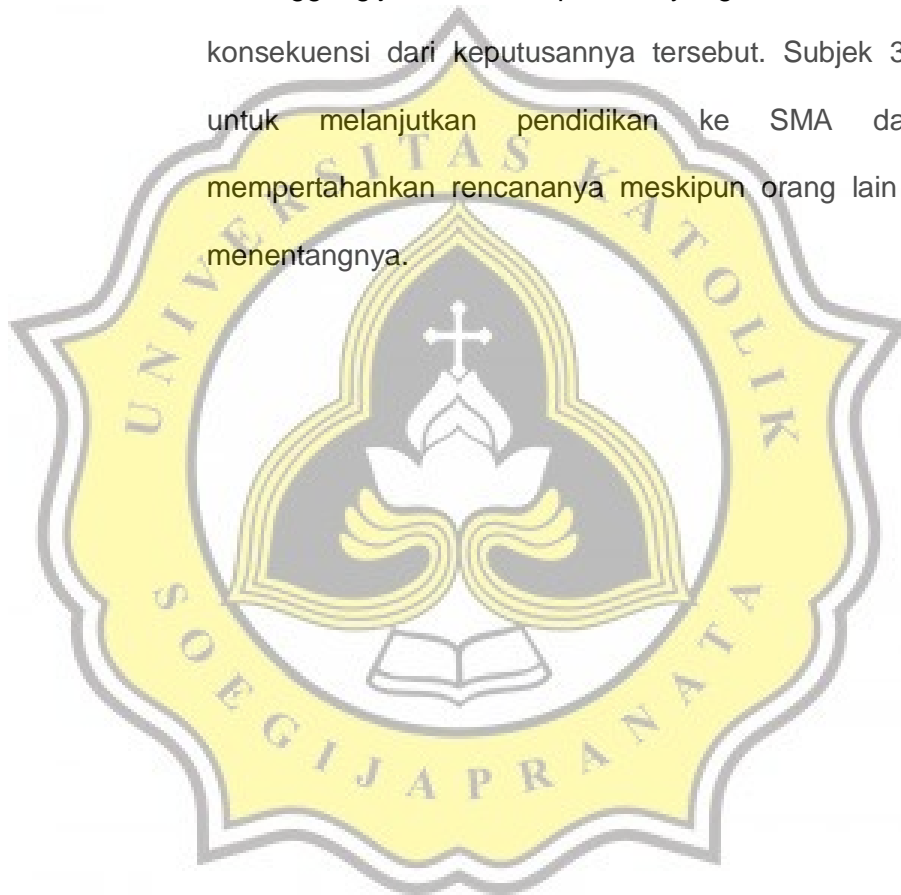 konsekuensi dari keputusannya tersebut. Subjek 3
untuk melanjutkan pendidikan ke SMA da
mempertahankan rencananya meskipun orang lain
menentangnya.
UNIVERSITAS KATOLIK
SOEGIJAPRANATA